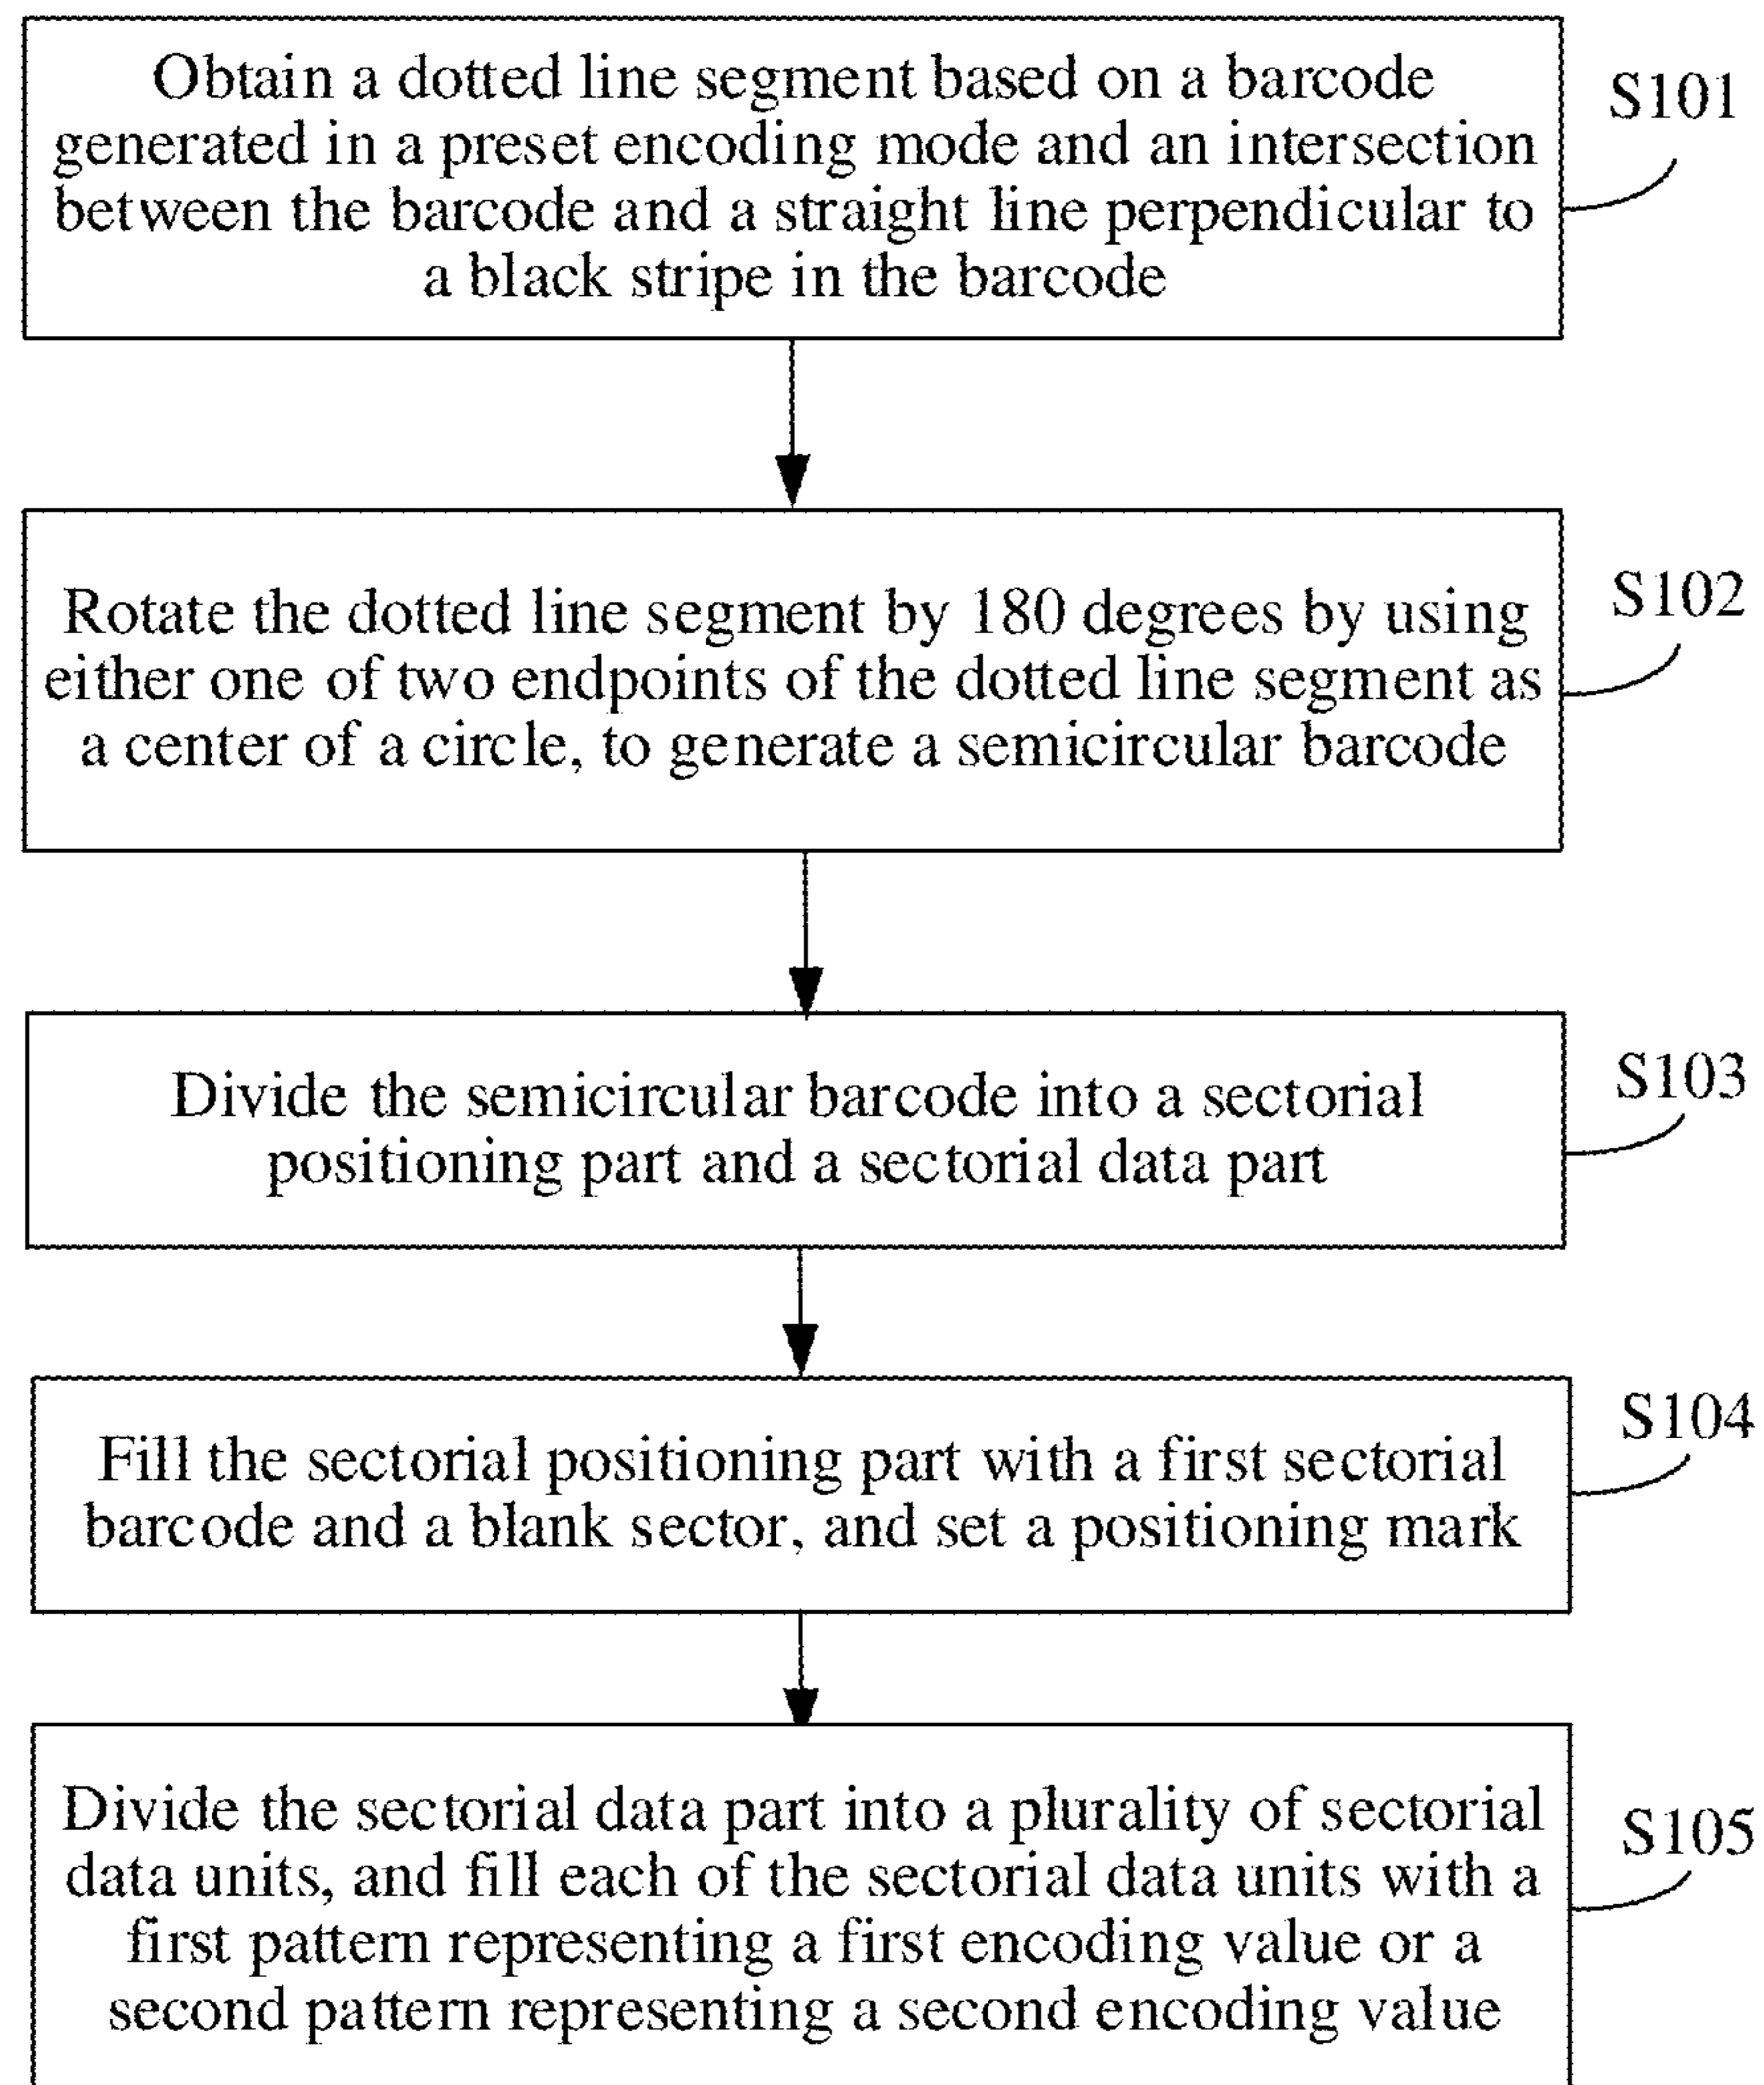 Obtain a dotted line segment based on a barcode
generated in a preset encoding mode and an intersection
between the barcode and a straight line perpendicular to
a black stripe in the barcode
S101
Rotate the dotted line segment by 180 degrees by using
either one of two endpoints of the dotted line segment as
a center of a circle, to generate a semicircular barcode
S102
Divide the semicircular barcode into a sectorial
positioning part and a sectorial data part
S103
Fill the sectorial positioning part with a first sectorial
barcode and a blank sector, and set a positioning mark
S104
Divide the sectorial data part into a plurality of sectorial
data units, and fill each of the sectorial data units with a
first pattern representing a first encoding value or a
second pattern representing a second encoding value
S105